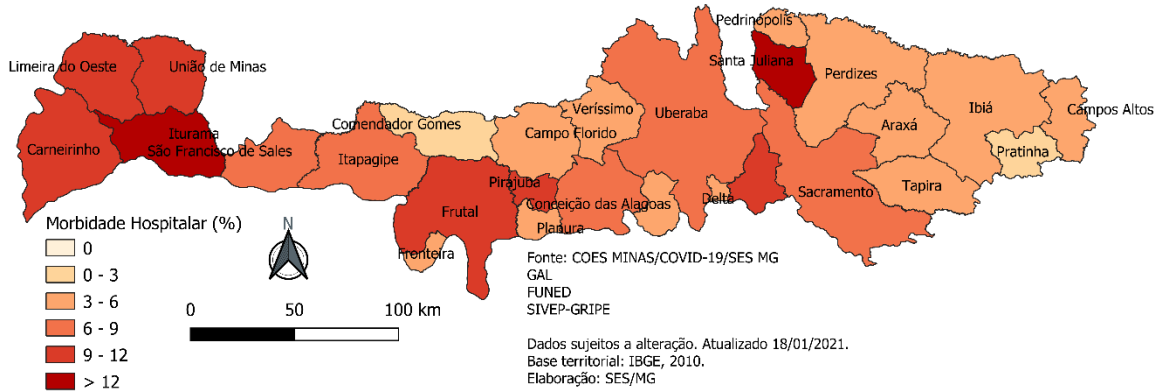 Pedrinópolis
Limeira do Oeste
União de Minas
Santa Juliana
Perdizes
Veríssimo
Uberaba
Ibiá
Campos Altos
Comendador Gomes
Campo Florido
Araxá
Iturama
Carneirinho
São Francisco de Sales
Itapagipe
Pratinha
Pirajuba
Sacramento
Tapira
Frutal
Conceição das Alagoas
Delta
Planura
Fronteira
Morbidade Hospitalar (%)
0
0 - 3
3 - 6
6 - 9
9 - 12
> 12
N
0 50 100 km
Fonte: COES MINAS/COVID-19/SES MG
GAL
FUNED
SIVEP-GRIPE
Dados sujeitos a alteração. Atualizado 18/01/2021.
Base territorial: IBGE, 2010.
Elaboração: SES/MG